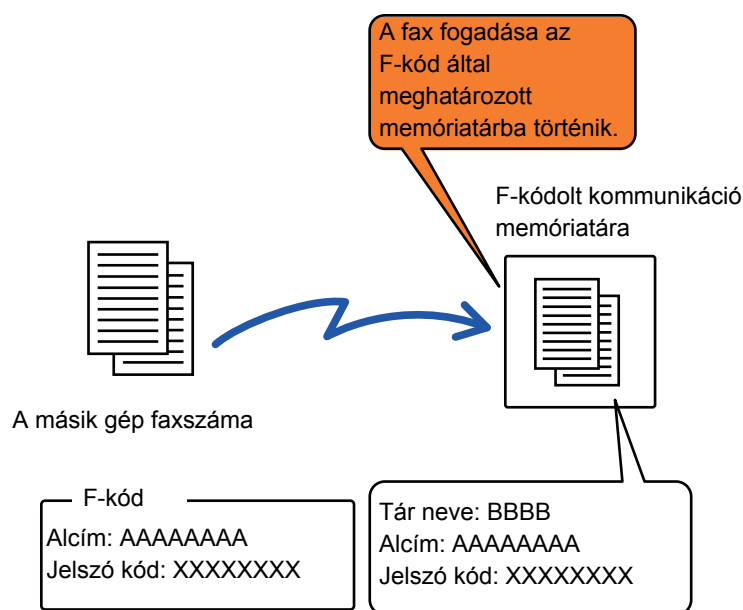 A fax fogadása az
F-kód által
meghatározott
memóriatárba történik.
F-kódolt kommunikáció
memóriatára
A másik gép faxszáma
F-kód
Alcím: AAAAAAAA
Jelszó kód: XXXXXXXX
Tár neve: BBBB
Alcím: AAAAAAAA
Jelszó kód: XXXXXXXX